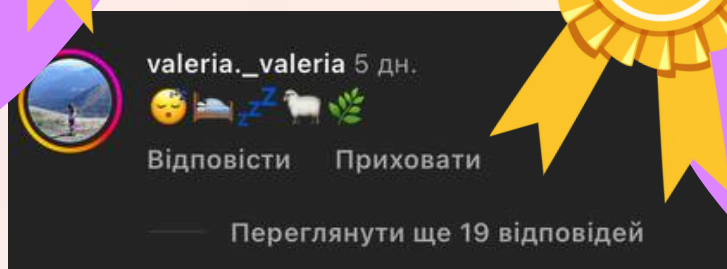 valeria._valeria 5 дн.
😴🛌💤🐑🌿
Відповісти Приховати
Переглянути ще 19 відповідей